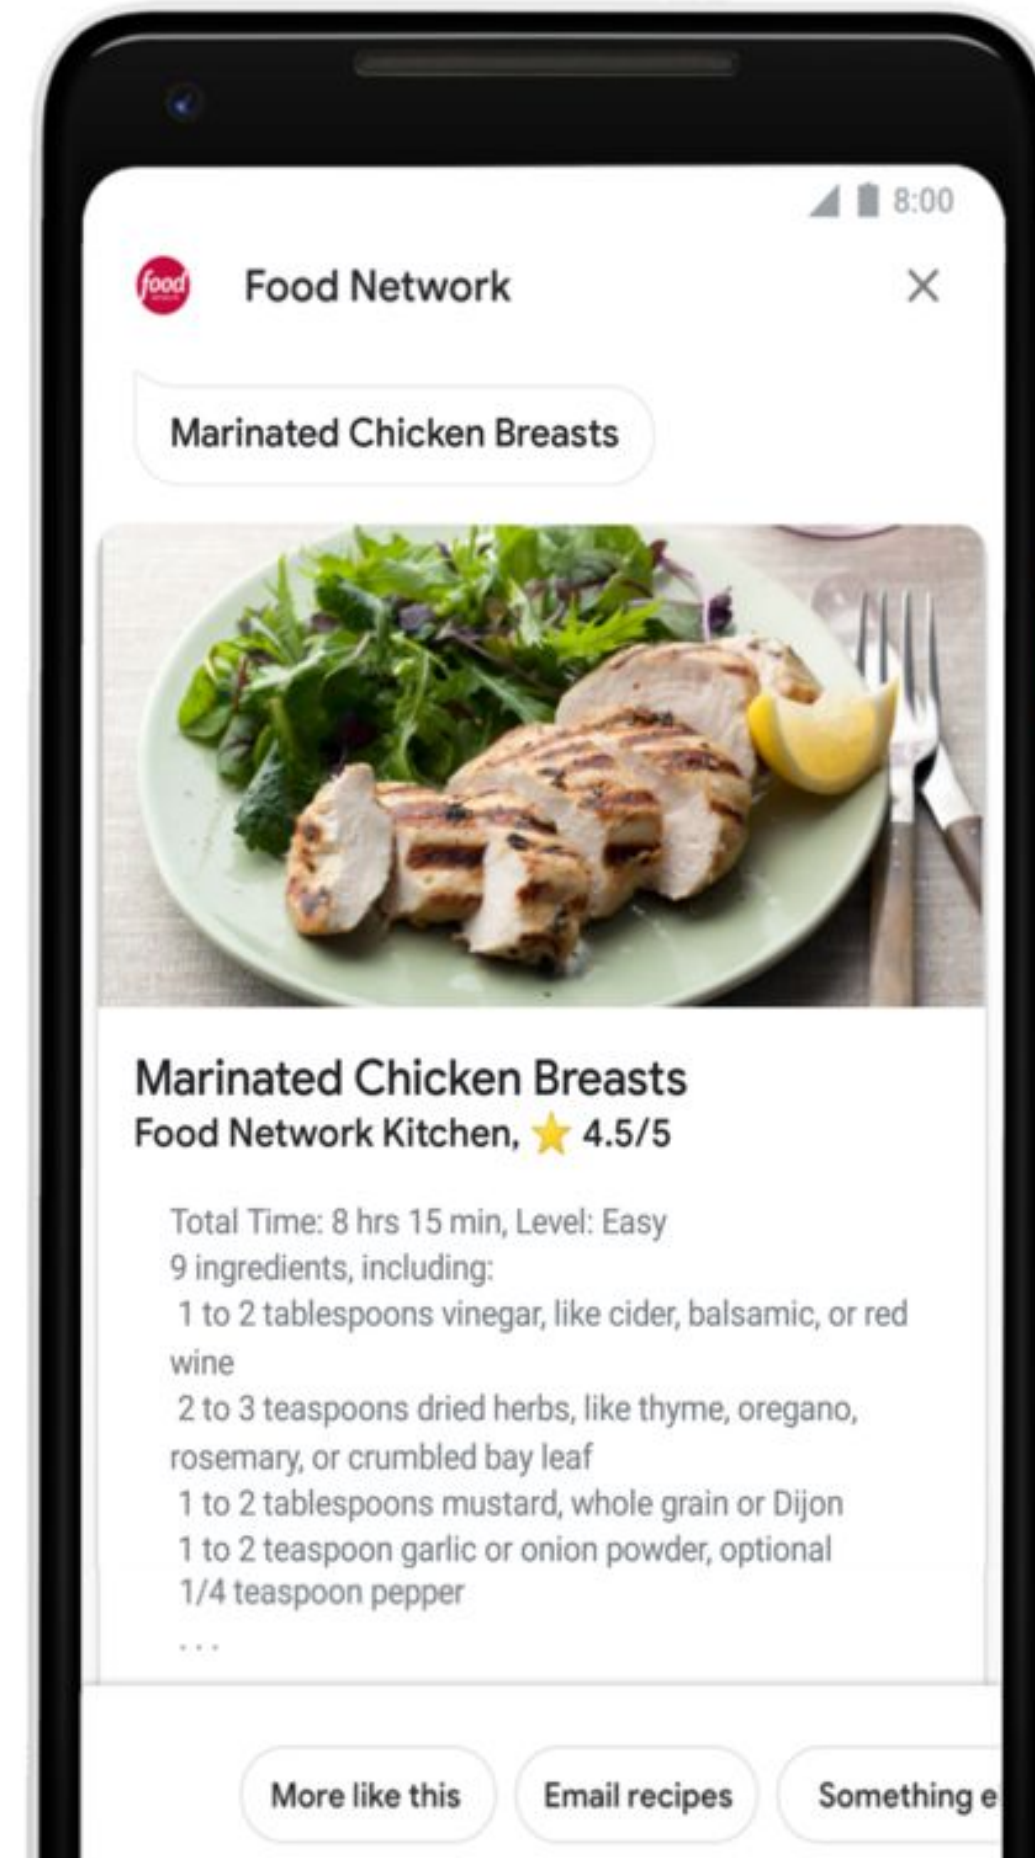 8:00
food
Food Network
Marinated Chicken Breasts
Marinated Chicken Breasts
Food Network Kitchen, ⭐ 4.5/5
Total Time: 8 hrs 15 min, Level: Easy
9 ingredients, including:
1 to 2 tablespoons vinegar, like cider, balsamic, or red
wine
2 to 3 teaspoons dried herbs, like thyme, oregano,
rosemary, or crumbled bay leaf
1 to 2 tablespoons mustard, whole grain or Dijon
1 to 2 teaspoon garlic or onion powder, optional
1/4 teaspoon pepper
...
More like this
Email recipes
Something e